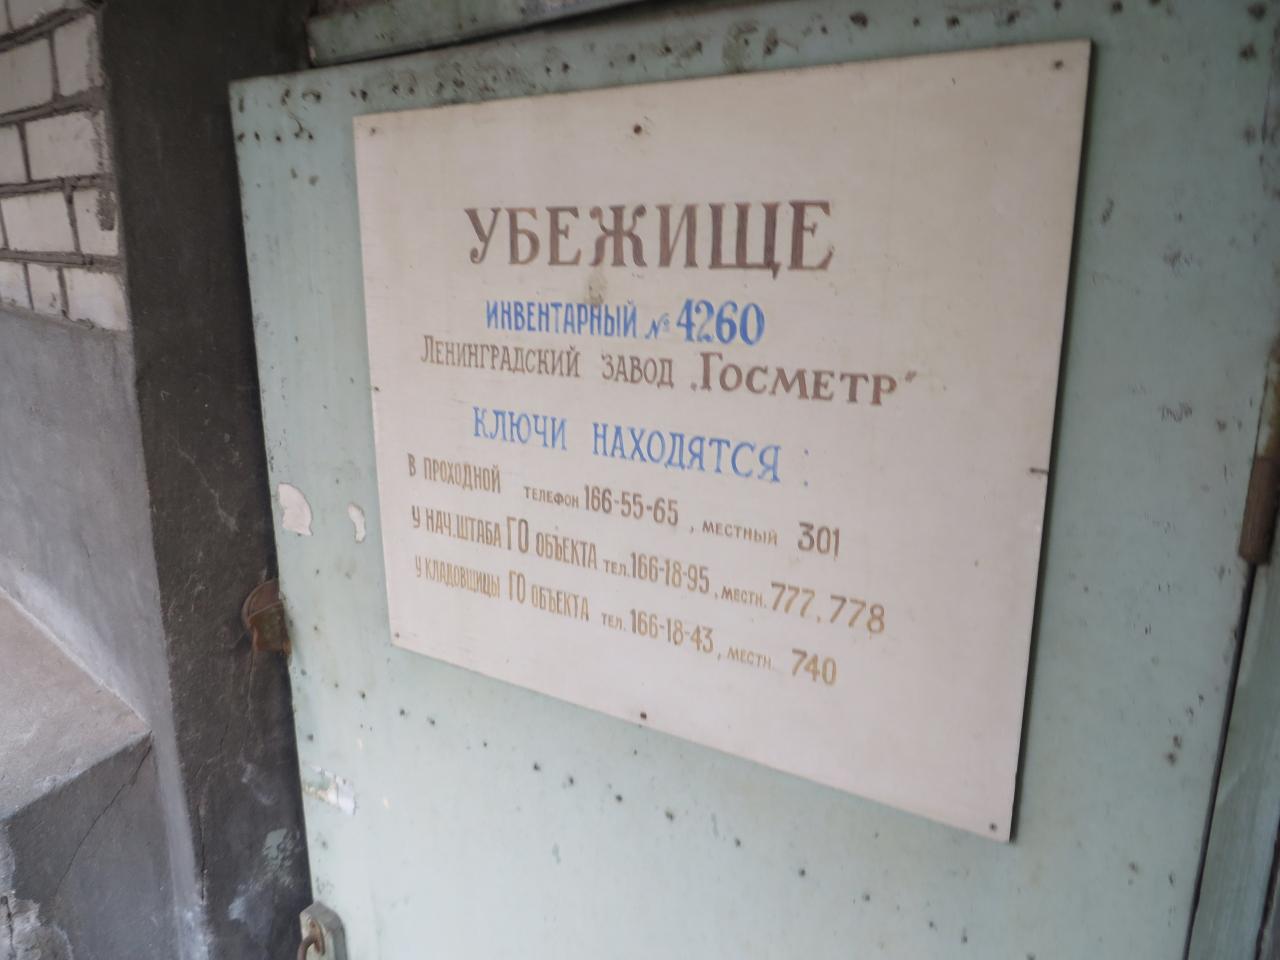 УБЕЖИЩЕ
ИНВЕНТАРНЫЙ № 4260
ЛЕНИНГРАДСКИЙ ЗАВОД „ГОСМЕТР"
КЛЮЧИ НАХОДЯТСЯ :
В ПРОХОДНОЙ ТЕЛЕФОН 166-55-65 , МЕСТНЫЙ 301
У НАЧ.ШТАБА ГО ОБЪЕКТА ТЕЛ.166-18-95 , МЕСТН. 777, 778
У КЛАДОВЩИЦЫ ГО ОБЪЕКТА ТЕЛ. 166-18-43, МЕСТН. 740